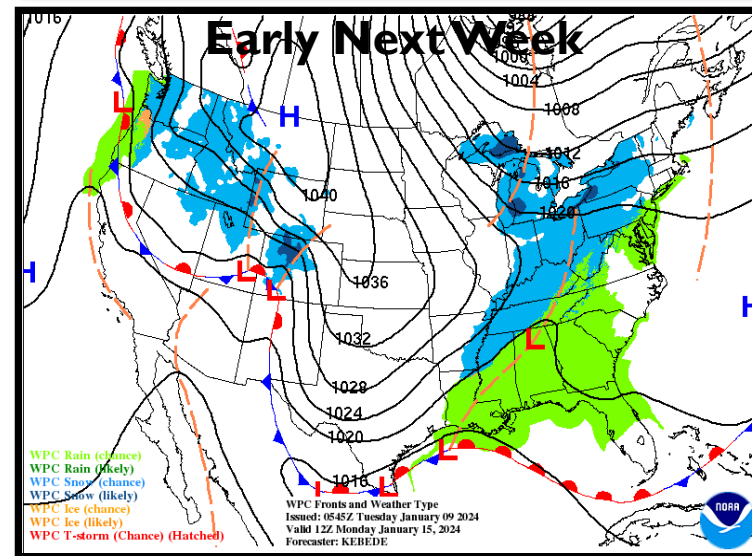 1016
Early Next Week
988
1000
1004
1008
L
H
1012
1016
1040
1020
H
1036
L
L
H
1032
L
1028
1024
1020
L
1016
L
L
WPC Rain (chance)
WPC Rain (likely)
WPC Snow (chance)
WPC Snow (likely)
WPC Ice (chance)
WPC Ice (likely)
WPC T-storm (Chance) (Hatched)
WPC Fronts and Weather Type
Issued: 0545Z Tuesday January 09 2024
Valid 12Z Monday January 15, 2024
Forecaster: KEBEDE
NOAA